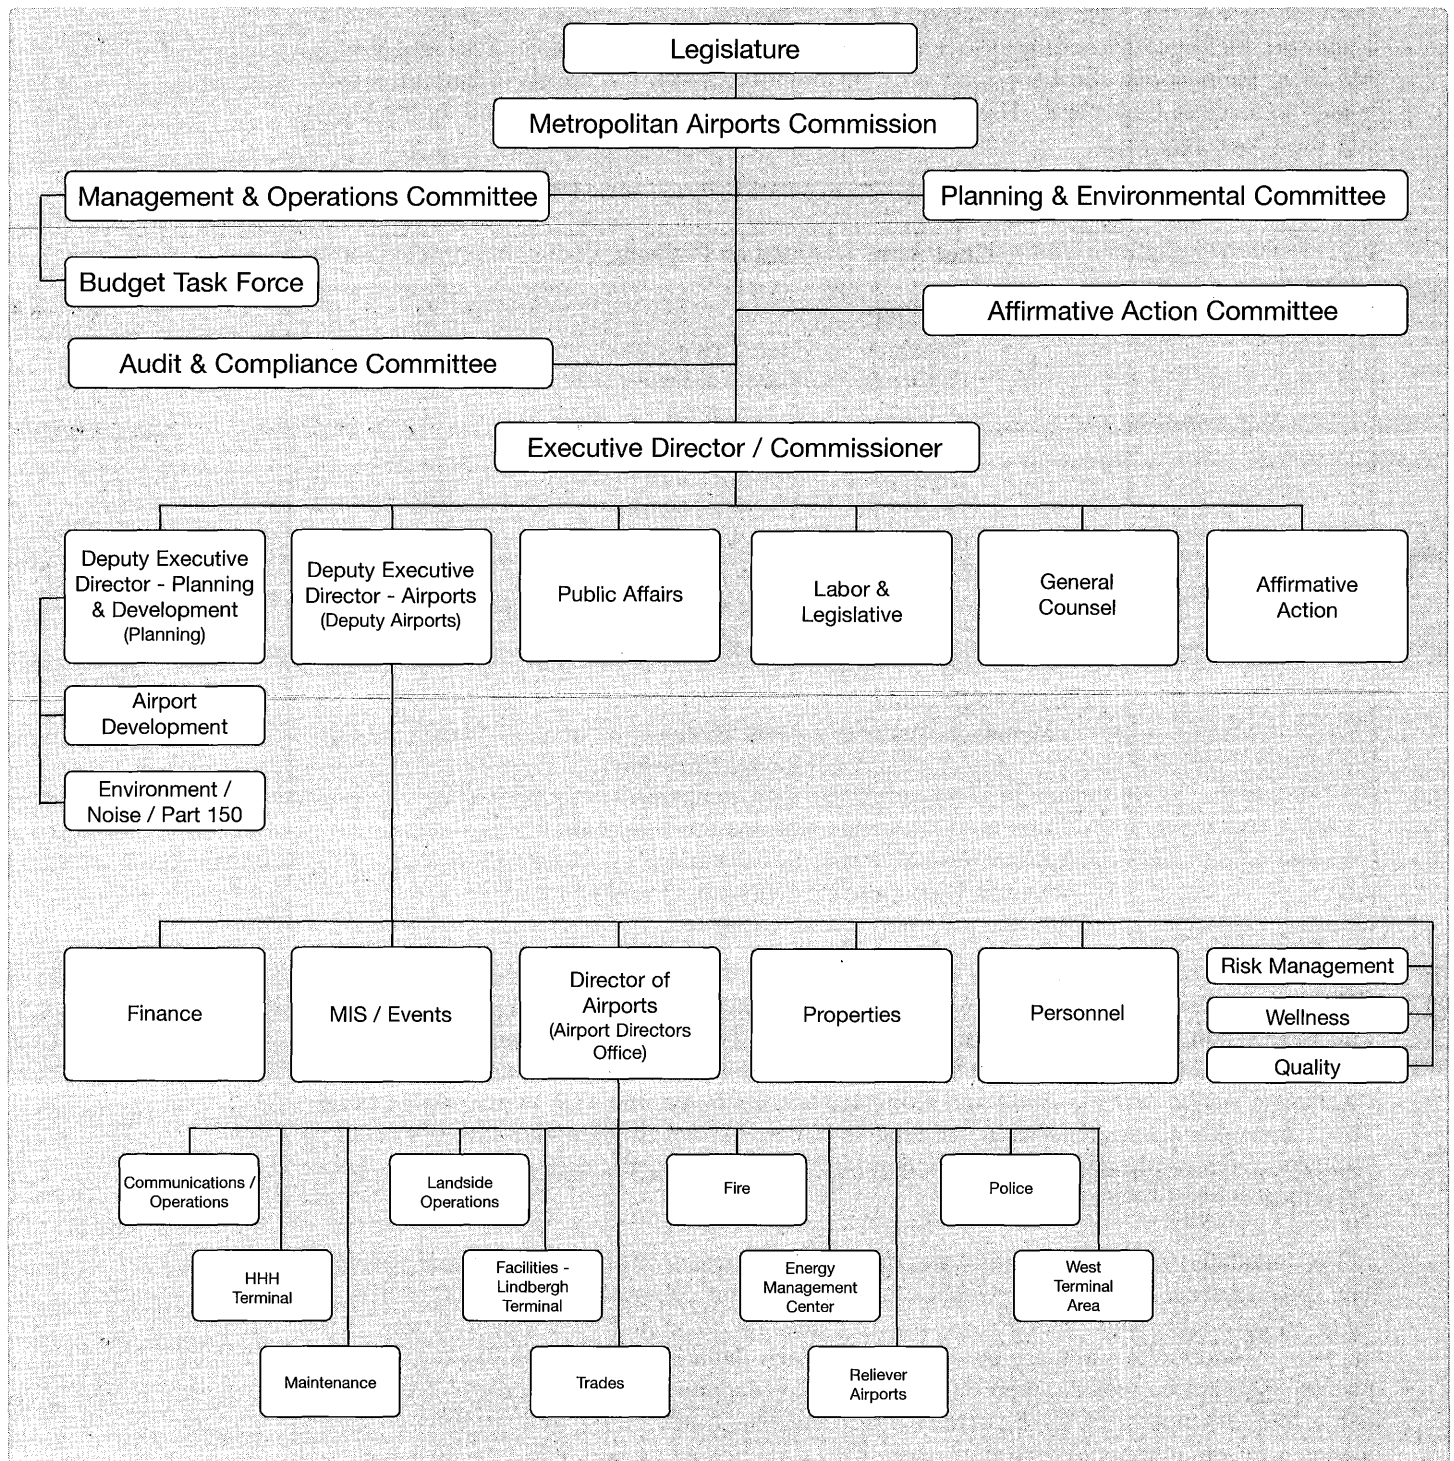 Legislature
Metropolitan Airports Commission
Management & Operations Committee
Planning & Environmental Committee
Budget Task Force
Affirmative Action Committee
Audit & Compliance Committee
Executive Director / Commissioner
Deputy Executive
Director - Planning
& Development
(Planning)
Deputy Executive
Director - Airports
(Deputy Airports)
Public Affairs
Labor &
Legislative
General
Counsel
Affirmative
Action
Airport
Development
Environment /
Noise / Part 150
Finance
MIS / Events
Director of
Airports
(Airport Directors
Office)
Properties
Personnel
Risk Management
Wellness
Quality
Communications /
Operations
Landside
Operations
Fire
Police
HHH
Terminal
Facilities -
Lindbergh
Terminal
Energy
Management
Center
West
Terminal
Area
Maintenance
Trades
Reliever
Airports